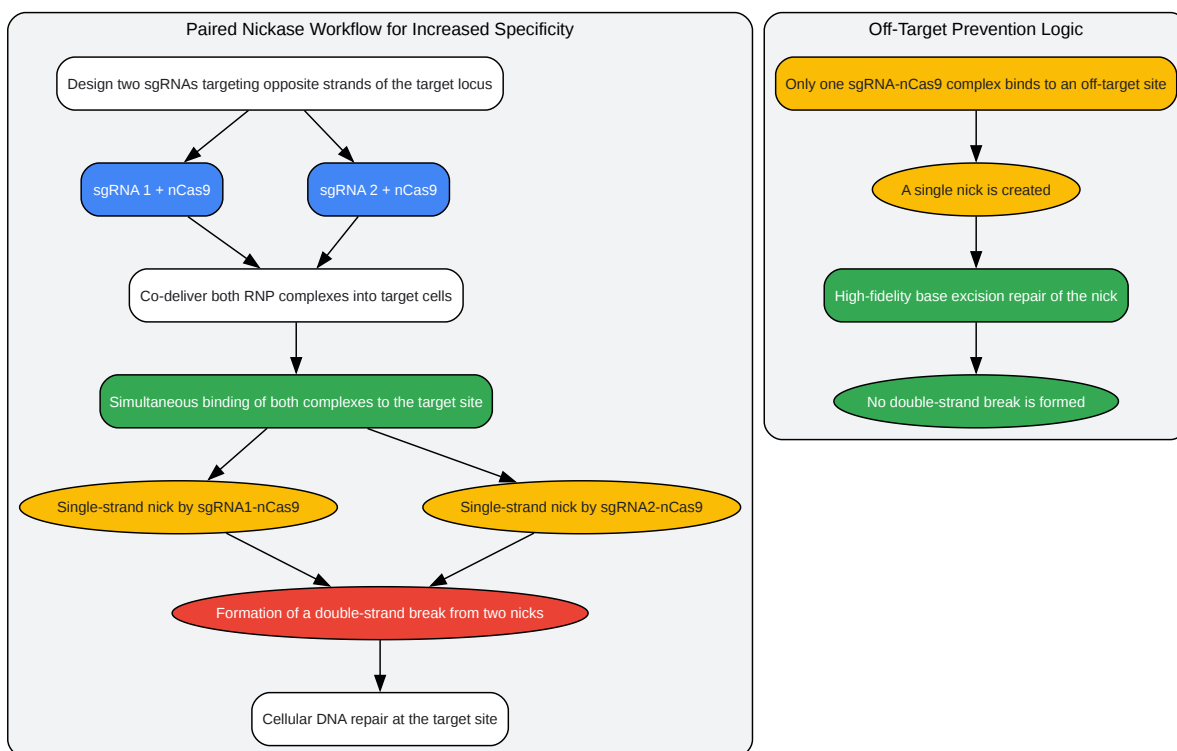 Paired Nickase Workflow for Increased Specificity
Design two sgRNAs targeting opposite strands of the target locus
sgRNA 1 + nCas9
sgRNA 2 + nCas9
Co-deliver both RNP complexes into target cells
Simultaneous binding of both complexes to the target site
Single-strand nick by sgRNA1-nCas9
Single-strand nick by sgRNA2-nCas9
Formation of a double-strand break from two nicks
Cellular DNA repair at the target site
Off-Target Prevention Logic
Only one sgRNA-nCas9 complex binds to an off-target site
A single nick is created
High-fidelity base excision repair of the nick
No double-strand break is formed